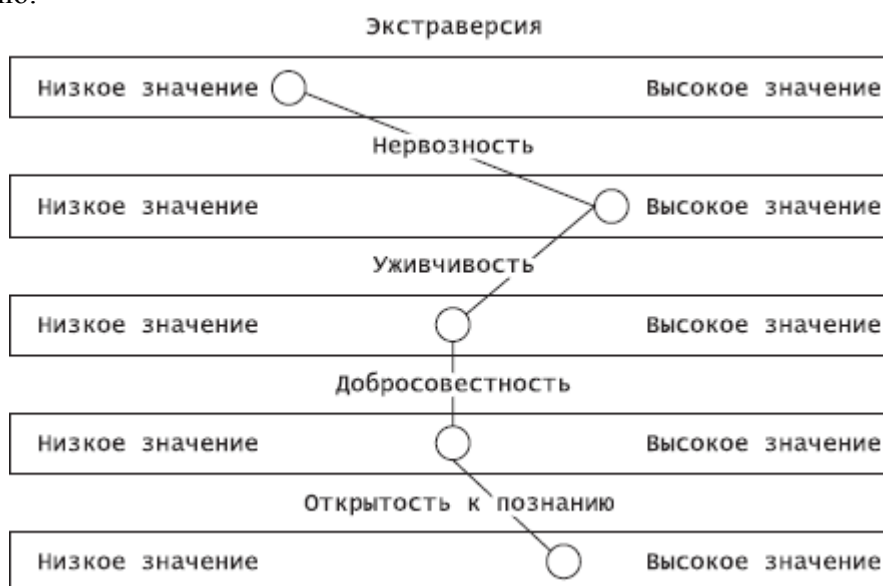 Экстраверсия
Низкое значение Высокое значение
Нервозность
Низкое значение Высокое значение
Уживчивость
Низкое значение Высокое значение
Добросовестность
Низкое значение Высокое значение
Открытость к познанию
Низкое значение Высокое значение